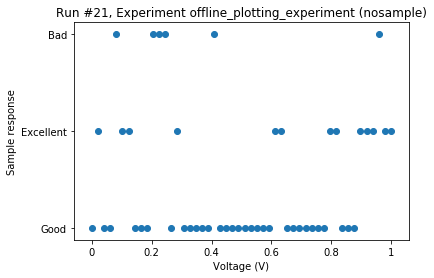 Run #21, Experiment offline_plotting_experiment (nosample)
Bad
Excellent
Good
Sample response
0
0.2
0.4
0.6
0.8
1
Voltage (V)